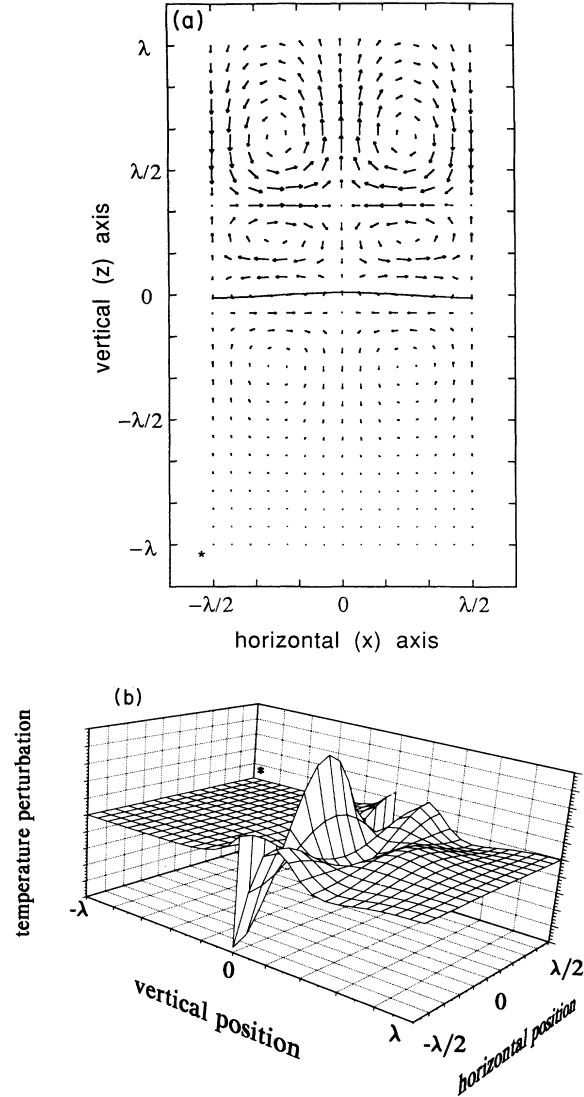 (a)
λ
λ/2
0
−λ/2
−λ
*
vertical (z) axis
−λ/2 0 λ/2
horizontal (x) axis
(b)
temperature perturbation
*
-λ
0
λ
vertical position
-λ/2
0
λ/2
horizontal position